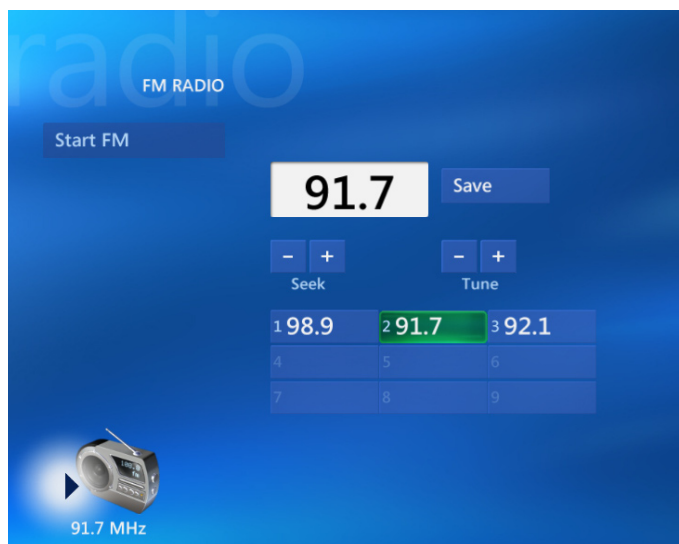 radio
FM RADIO
Start FM
91.7
Save
- +
- +
Seek
Tune
1 98.9
2 91.7
3 92.1
4
5
6
7
8
9
91.7 MHz